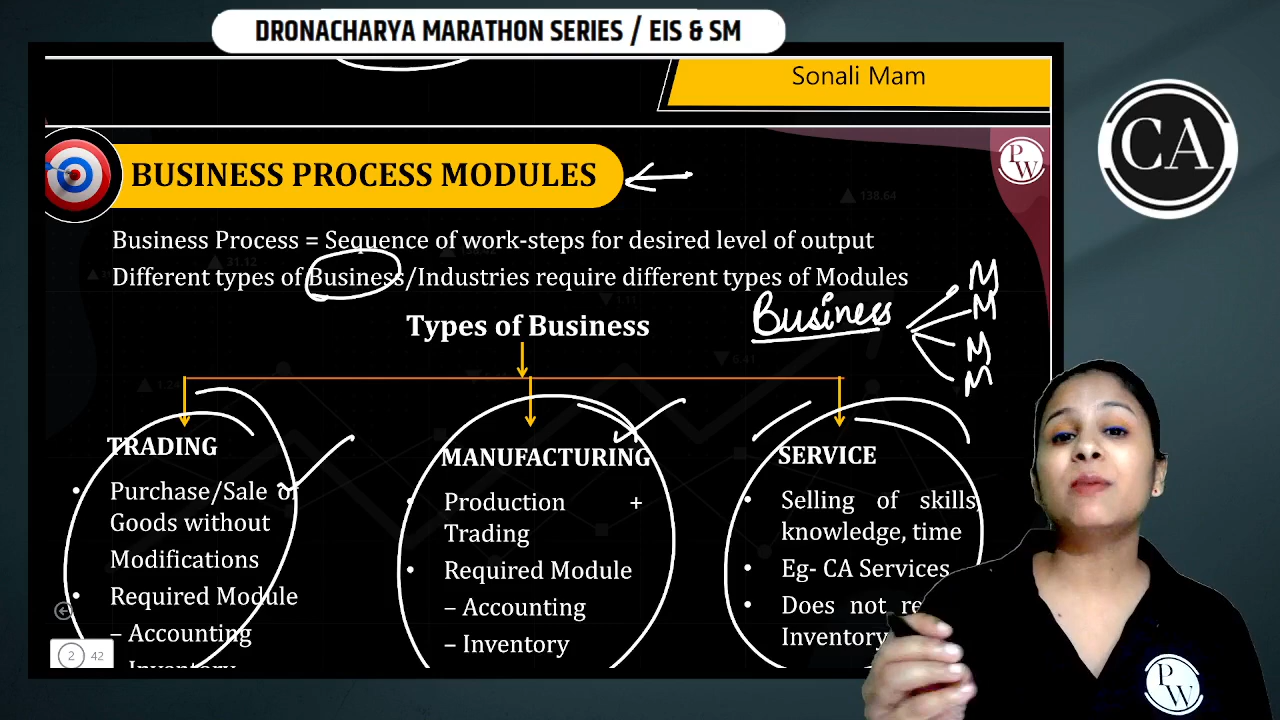 DRONACHARYA MARATHON SERIES / EIS & SM
Sonali Mam
CA
BUSINESS PROCESS MODULES
PW
Business Process = Sequence of work-steps for desired level of output
Different types of Business/Industries require different types of Modules
Business
M
M
M
M
Types of Business
TRADING
• Purchase/Sale of
Goods without
Modifications
• Required Module
– Accounting
– Inventory
MANUFACTURING
• Production +
Trading
• Required Module
– Accounting
– Inventory
SERVICE
• Selling of skills,
knowledge, time
• Eg- CA Services
• Does not
Inventory
2 42
PW